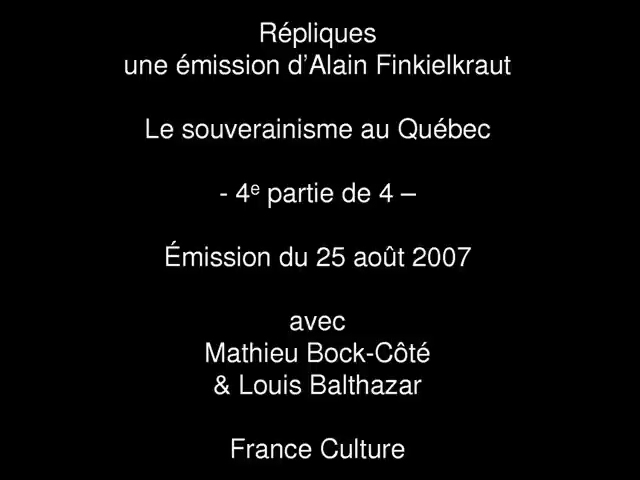 Répliques
une émission d’Alain Finkielkraut
Le souverainisme au Québec
- 4e partie de 4 –
Émission du 25 août 2007
avec
Mathieu Bock-Côté
& Louis Balthazar
France Culture